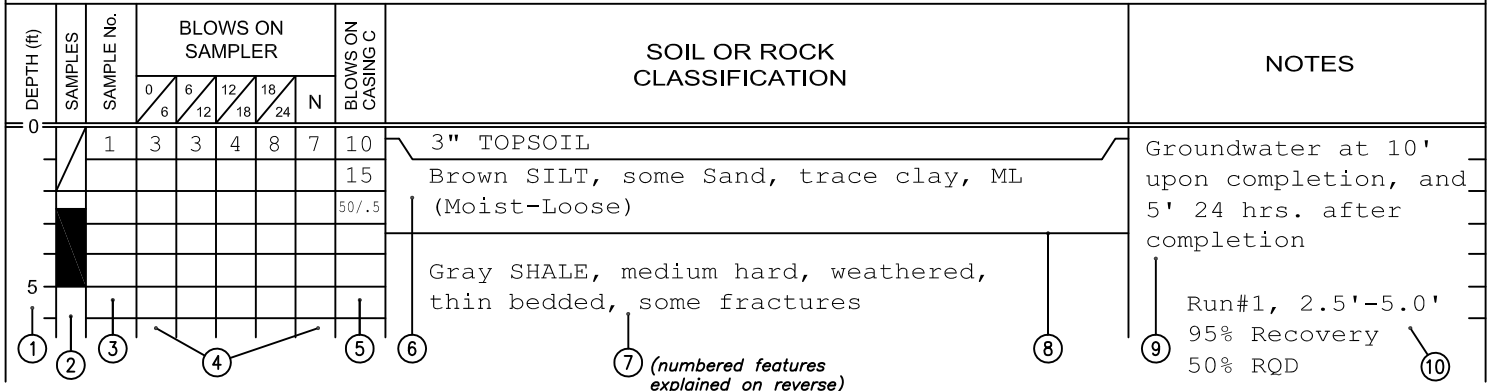 DEPTH (ft)
SAMPLES
SAMPLE No.
BLOWS ON
SAMPLER
0/6 6/12 12/18 18/24 N
BLOWS ON
CASING C
SOIL OR ROCK
CLASSIFICATION
NOTES
0
1 3 3 4 8 7 10
15
50/.5
5
3" TOPSOIL
Brown SILT, some Sand, trace clay, ML
(Moist-Loose)
Gray SHALE, medium hard, weathered,
thin bedded, some fractures
Groundwater at 10'
upon completion, and
5' 24 hrs. after
completion
Run#1, 2.5'-5.0'
95% Recovery
50% RQD
1 2 3 4 5 6 7 8 9 10
(numbered features
explained on reverse)